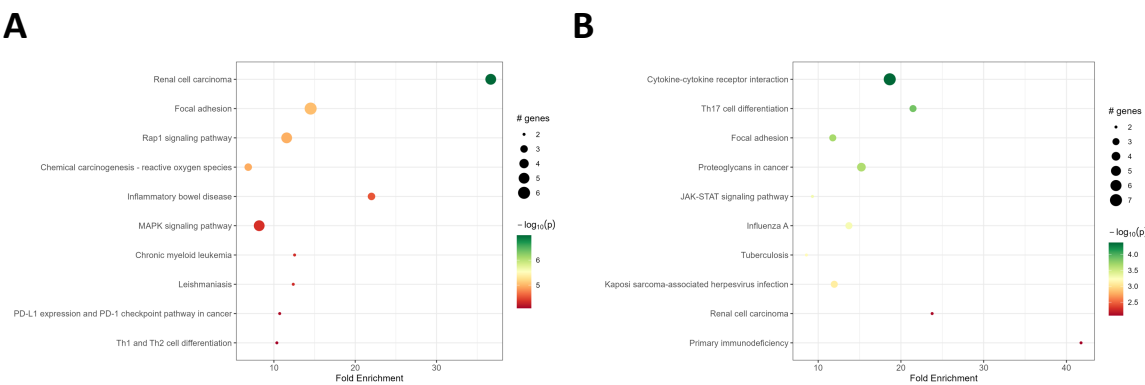 A
Renal cell carcinoma
Focal adhesion
Rap1 signaling pathway
Chemical carcinogenesis - reactive oxygen species
Inflammatory bowel disease
MAPK signaling pathway
Chronic myeloid leukemia
Leishmaniasis
PD-L1 expression and PD-1 checkpoint pathway in cancer
Th1 and Th2 cell differentiation
10 20 30
Fold Enrichment
# genes
2
3
4
5
6
−log10(p)
6
5
B
Cytokine-cytokine receptor interaction
Th17 cell differentiation
Focal adhesion
Proteoglycans in cancer
JAK-STAT signaling pathway
Influenza A
Tuberculosis
Kaposi sarcoma-associated herpesvirus infection
Renal cell carcinoma
Primary immunodeficiency
10 20 30 40
Fold Enrichment
# genes
2
3
4
5
6
7
−log10(p
4.0
3.5
3.0
2.5